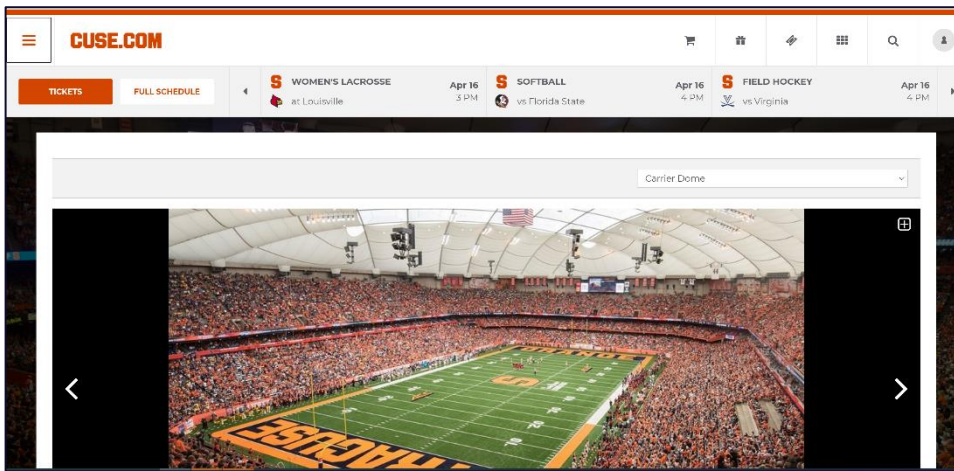 CUSE.COM
TICKETS
FULL SCHEDULE
S WOMEN'S LACROSSE
at Louisville
Apr 16
3 PM
S SOFTBALL
vs Florida State
Apr 16
4 PM
S FIELD HOCKEY
vs Virginia
Apr 16
4 PM
Carrier Dome
ORANGE
S
SYRACUSE